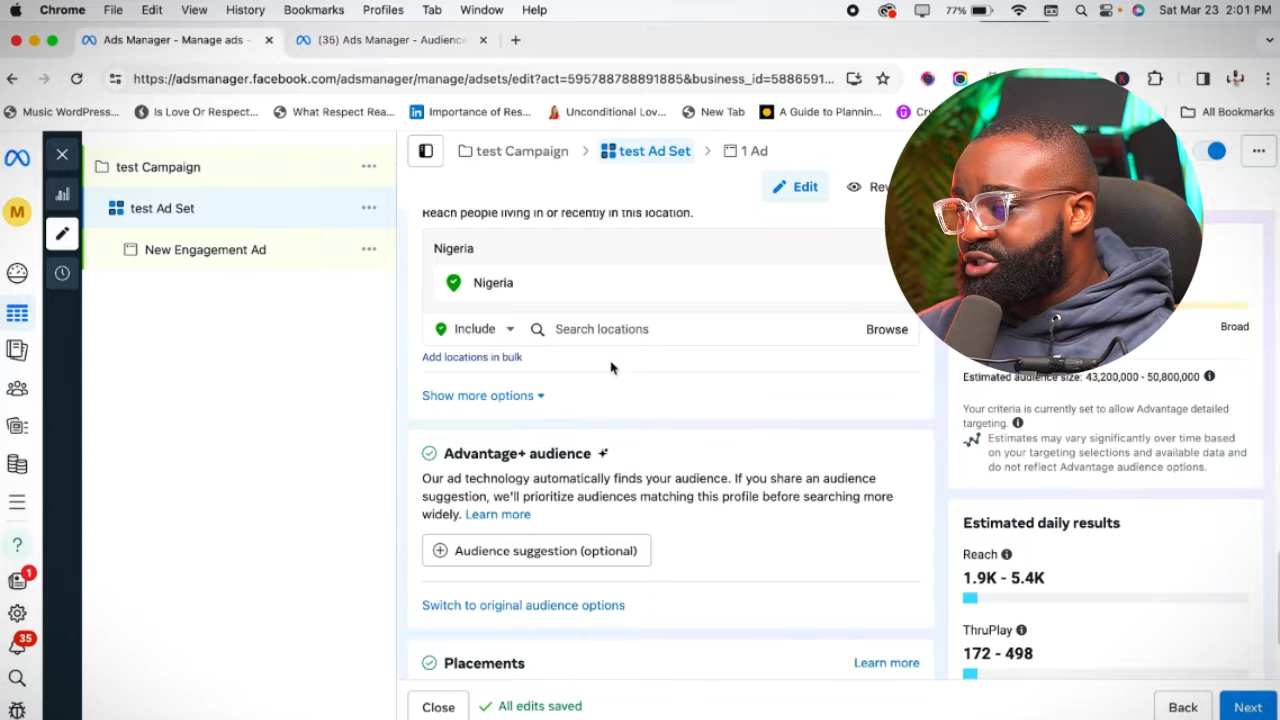 Chrome File Edit View History Bookmarks Profiles Tab Window Help 77% Sat Mar 23 2:01 PM
Ads Manager - Manage ads - (35) Ads Manager - Audience
https://adsmanager.facebook.com/adsmanager/manage/adsets/edit?act=595788788891885&business_id=5886591...
Music WordPress... Is Love Or Respect... What Respect Rea... Importance of Res... Unconditional Lov... New Tab A Guide to Plannin... Cry All Bookmarks
test Campaign
test Ad Set
New Engagement Ad
M
1
35
test Campaign > test Ad Set > 1 Ad
Edit Rev
Reach people living in or recently in this location.
Nigeria
Nigeria
Include Search locations Browse
Add locations in bulk
Show more options
Advantage+ audience
Our ad technology automatically finds your audience. If you share an audience
suggestion, we'll prioritize audiences matching this profile before searching more
widely. Learn more
Audience suggestion (optional)
Switch to original audience options
Placements Learn more
Close All edits saved Back Next
Broad
Estimated audience size: 43,200,000 - 50,800,000
Your criteria is currently set to allow Advantage detailed
targeting.
Estimates may vary significantly over time based
on your targeting selections and available data and
do not reflect Advantage audience options.
Estimated daily results
Reach
1.9K - 5.4K
ThruPlay
172 - 498